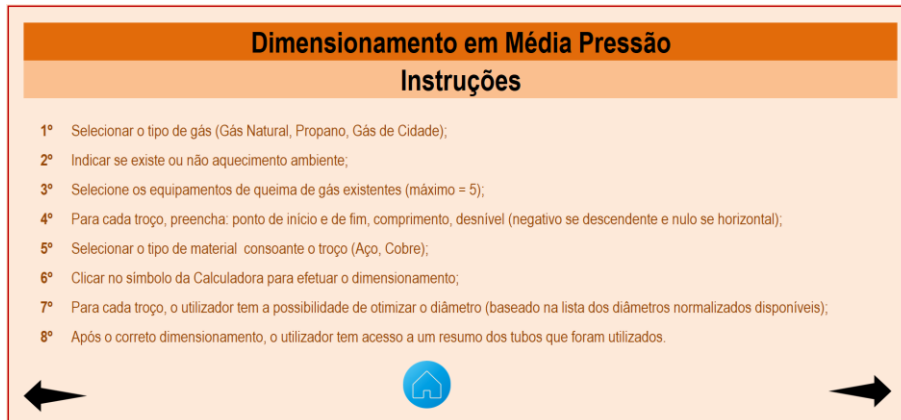 Dimensionamento em Média Pressão
Instruções
1º Selecionar o tipo de gás (Gás Natural, Propano, Gás de Cidade);
2º Indicar se existe ou não aquecimento ambiente;
3º Selecione os equipamentos de queima de gás existentes (máximo = 5);
4º Para cada troço, preencha: ponto de início e de fim, comprimento, desnível (negativo se descendente e nulo se horizontal);
5º Selecionar o tipo de material consoante o troço (Aço, Cobre);
6º Clicar no símbolo da Calculadora para efetuar o dimensionamento;
7º Para cada troço, o utilizador tem a possibilidade de otimizar o diâmetro (baseado na lista dos diâmetros normalizados disponíveis);
8º Após o correto dimensionamento, o utilizador tem acesso a um resumo dos tubos que foram utilizados.